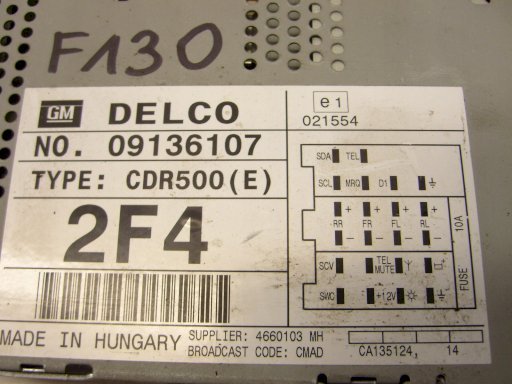 FA30
GM DELCO
NO. 09136107
TYPE: CDR500(E)
2F4
MADE IN HUNGARY
SUPPLIER: 4660103 MH
BROADCAST CODE: CMAD
e1
021554
SDA TEL
SCL MRQ D1
+ + + +
RR FR FL RL
- - - -
10A
FUSE
SCV TEL MUTE +
SWC +12V
CA135124, 14